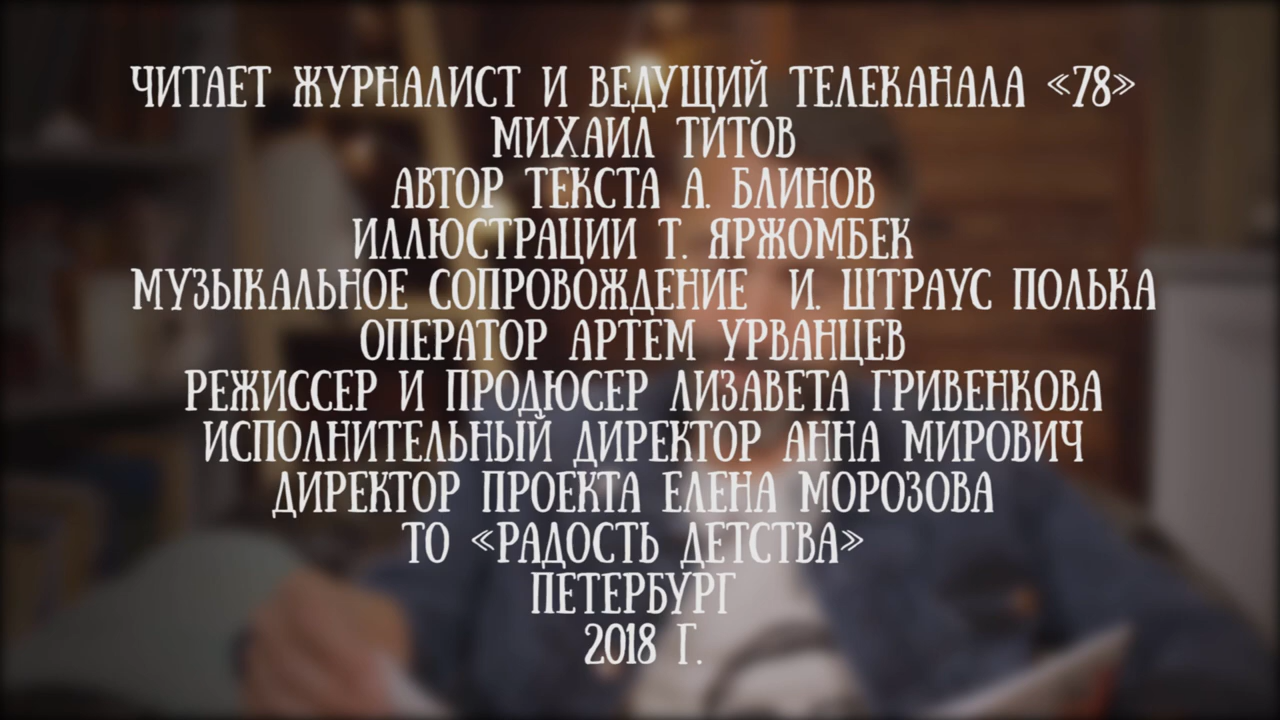 ЧИТАЕТ ЖУРНАЛИСТ И ВЕДУЩИЙ ТЕЛЕКАНАЛА «78»
МИХАИЛ ТИТОВ
АВТОР ТЕКСТА А. БЛИНОВ
ИЛЛЮСТРАЦИИ Т. ЯРЖОМБЕК
МУЗЫКАЛЬНОЕ СОПРОВОЖДЕНИЕ И. ШТРАУС ПОЛЬКА
ОПЕРАТОР АРТЕМ УРВАНЦЕВ
РЕЖИССЕР И ПРОДЮСЕР ЛИЗАВЕТА ГРИВЕНКОВА
ИСПОЛНИТЕЛЬНЫЙ ДИРЕКТОР АННА МИРОВИЧ
ДИРЕКТОР ПРОЕКТА ЕЛЕНА МОРОЗОВА
ТО «РАДОСТЬ ДЕТСТВА»
ПЕТЕРБУРГ
2018 Г.